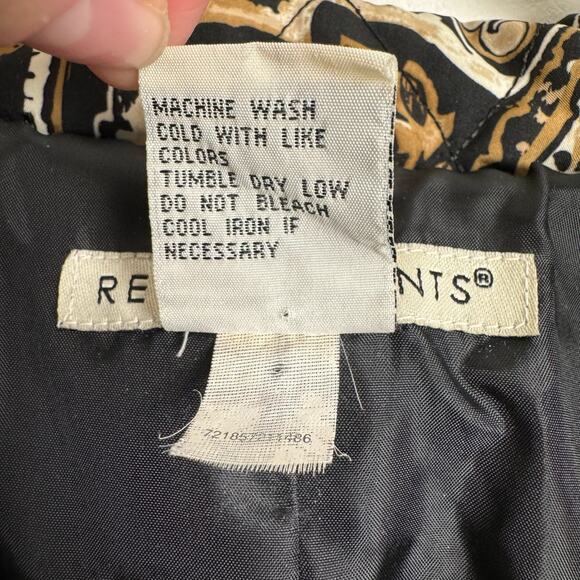 MACHINE WASH
COLD WITH LIKE
COLORS
TUMBLE DRY LOW
DO NOT BLEACH
COOL IRON IF
NECESSARY
RE NTS®
721857211486